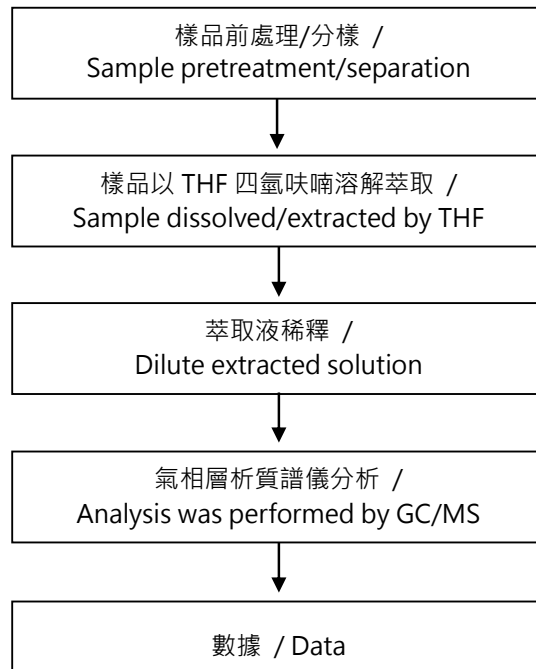 樣品前處理/分樣 /
Sample pretreatment/separation
樣品以 THF 四氫呋喃溶解萃取 /
Sample dissolved/extracted by THF
萃取液稀釋 /
Dilute extracted solution
氣相層析質譜儀分析 /
Analysis was performed by GC/MS
數據 / Data